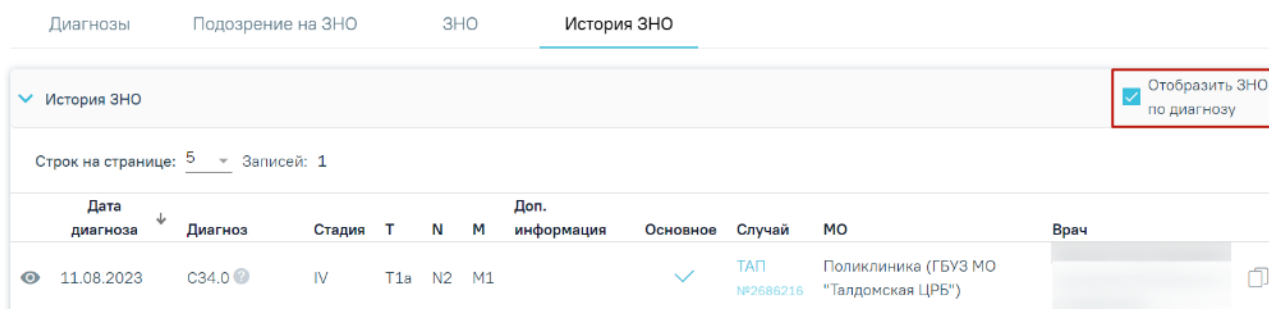 Диагнозы Подозрение на ЗНО ЗНО История ЗНО
История ЗНО
Отобразить ЗНО
по диагнозу
Строк на странице: 5 Записей: 1
Дата диагноза Диагноз Стадия T N M Доп. информация Основное Случай МО Врач
11.08.2023 C34.0 IV T1a N2 M1 ТАП Поликлиника (ГБУЗ МО
№2686216 "Талдомская ЦРБ")